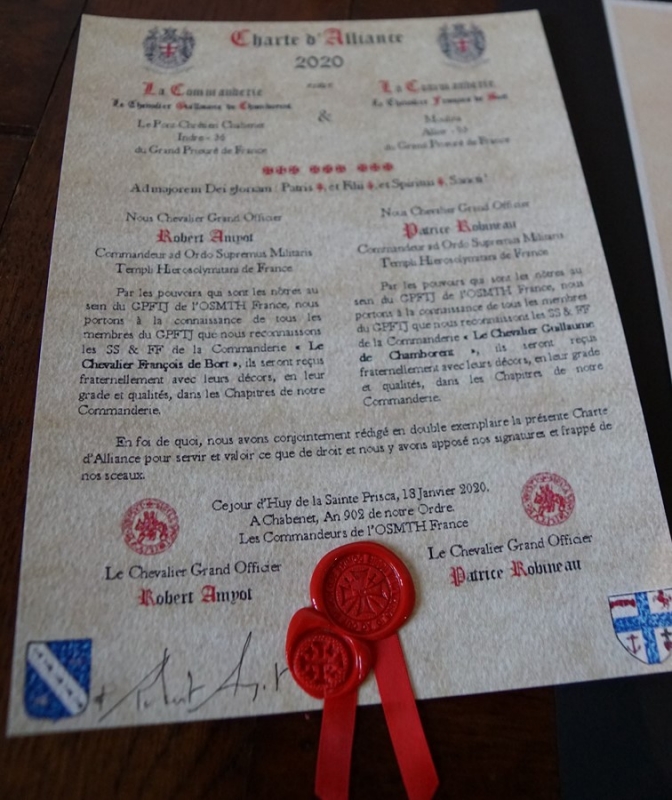 Charte d'Alliance
2020
La Commanderie
Le Chevalier Guillaume de Chamborent
Le Pont Chrétien Chabenet
Indre - 36
du Grand Prieuré de France
&
La Commanderie
Le Chevalier François de Bort
Allier - 03
du Grand Prieuré de France
Ad majorem Dei gloriam : Patris ✠, et Filii ✠, et Spiritui ✠, Sancti !
Nous Chevalier Grand Officier
Robert Amyot
Commandeur ad Ordo Supremus Militaris
Templi Hierosolymitani de France
Par les pouvoirs qui sont les nôtres au
sein du GPFTJ de l'OSMTH France, nous
portons à la connaissance de tous les
membres du GPFTJ que nous reconnaissons
les SS & FF de la Commanderie « Le
Chevalier François de Bort », ils seront reçus
fraternellement avec leurs décors, en leur
grade et qualités, dans les Chapitres de notre
Commanderie.
Nous Chevalier Grand Officier
Patrice Robineau
Commandeur ad Ordo Supremus Militaris
Templi Hierosolymitani de France
Par les pouvoirs qui sont les nôtres au
sein du GPFTJ de l'OSMTH France, nous
portons à la connaissance de tous les membres
du GPFTJ que nous reconnaissont les SS & FF
de la Commanderie « Le Chevalier Guillaume
de Chamborent », ils seront reçus
fraternellement avec leurs décors, en leur grade
et qualités, dans les Chapitres de notre
Commanderie.
En foi de quoi, nous avons conjointement rédigé en double exemplaire la présente Charte
d'Alliance pour servir et valoir ce que de droit et nous y avons apposé nos signatures et frappé de
nos sceaux.
Ce jour d'Huy de la Sainte Prisca, 18 Janvier 2020.
A Chabenet, An 902 de notre Ordre.
Les Commandeurs de l'OSMTH France
Le Chevalier Grand Officier
Robert Amyot
Le Chevalier Grand Officier
Patrice Robineau